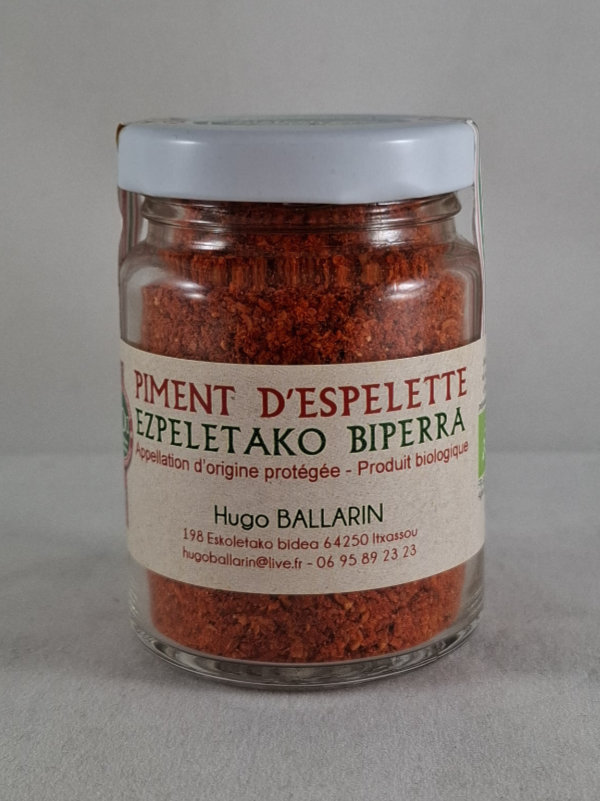 PIMENT D'ESPELETTE
EZPELETAKO BIPERRA
Appellation d'origine protégée - Produit biologique
Hugo BALLARIN
198 Eskoletako bidea 64250 Itxassou
hugoballarin@live.fr - 06 95 89 23 23